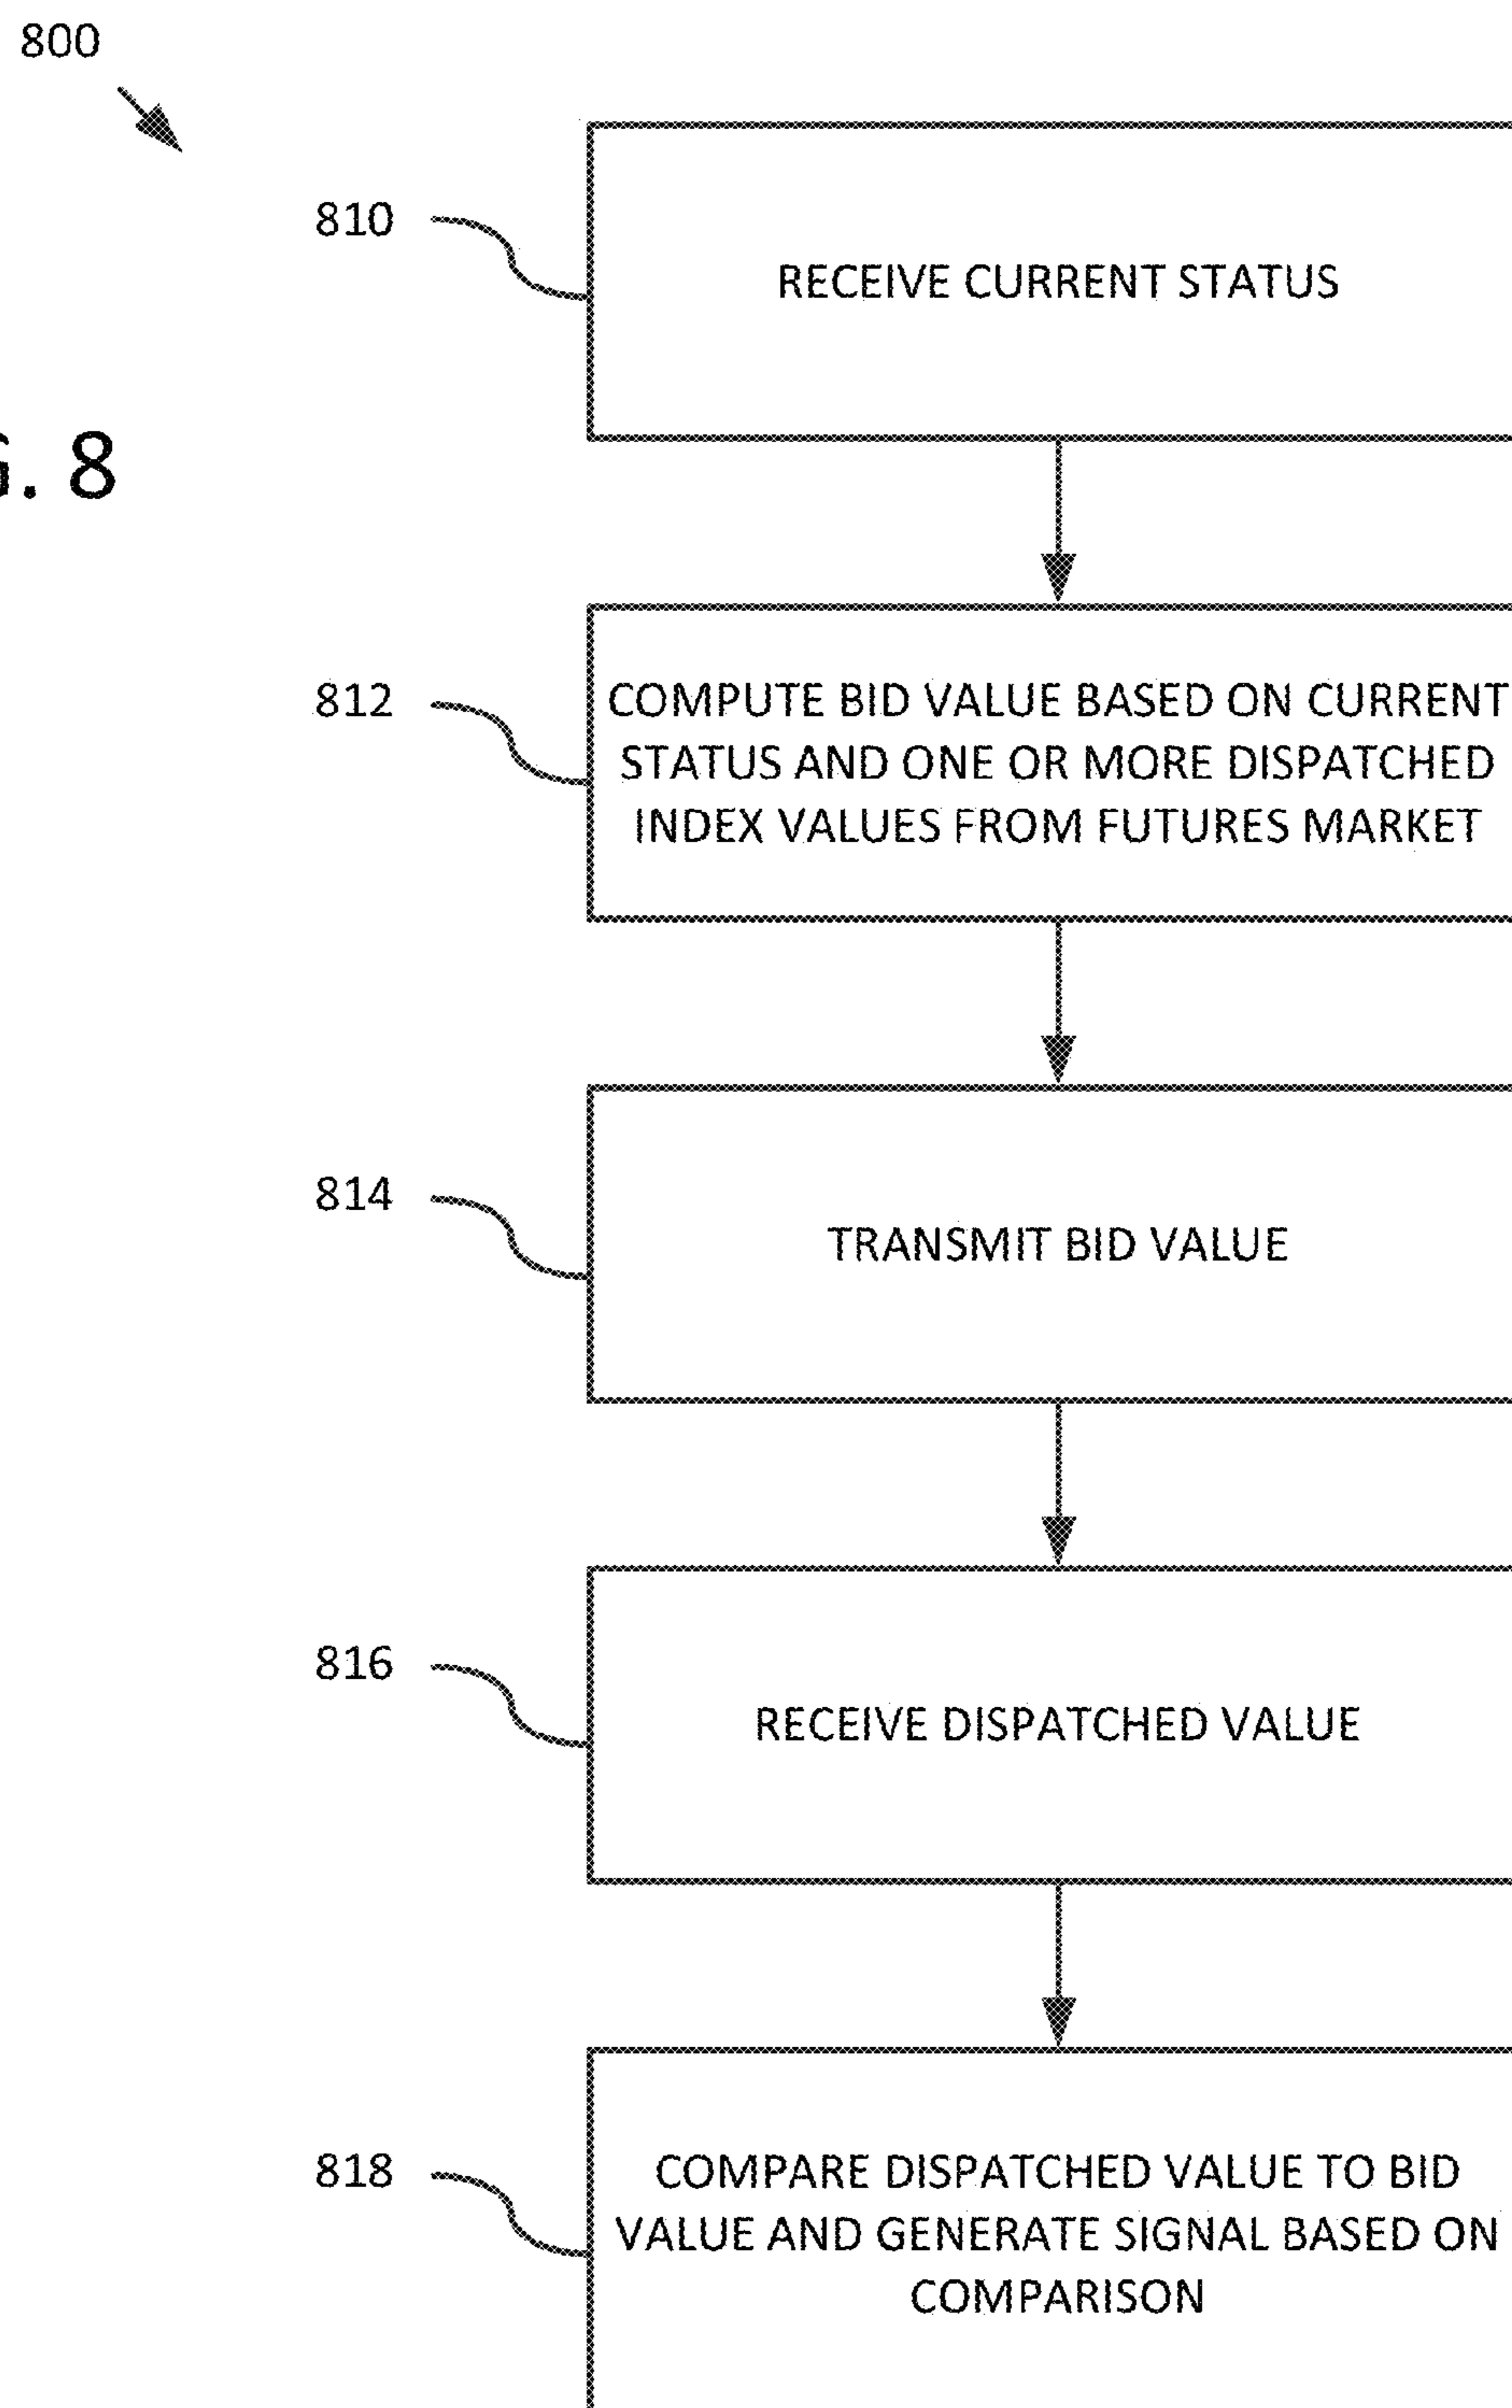 800
810
RECEIVE CURRENT STATUS
G. 8
812
COMPUTE BID VALUE BASED ON CURRENT
STATUS AND ONE OR MORE DISPATCHED
INDEX VALUES FROM FUTURES MARKET
814
TRANSMIT BID VALUE
816
RECEIVE DISPATCHED VALUE
818
COMPARE DISPATCHED VALUE TO BID
VALUE AND GENERATE SIGNAL BASED ON
COMPARISON